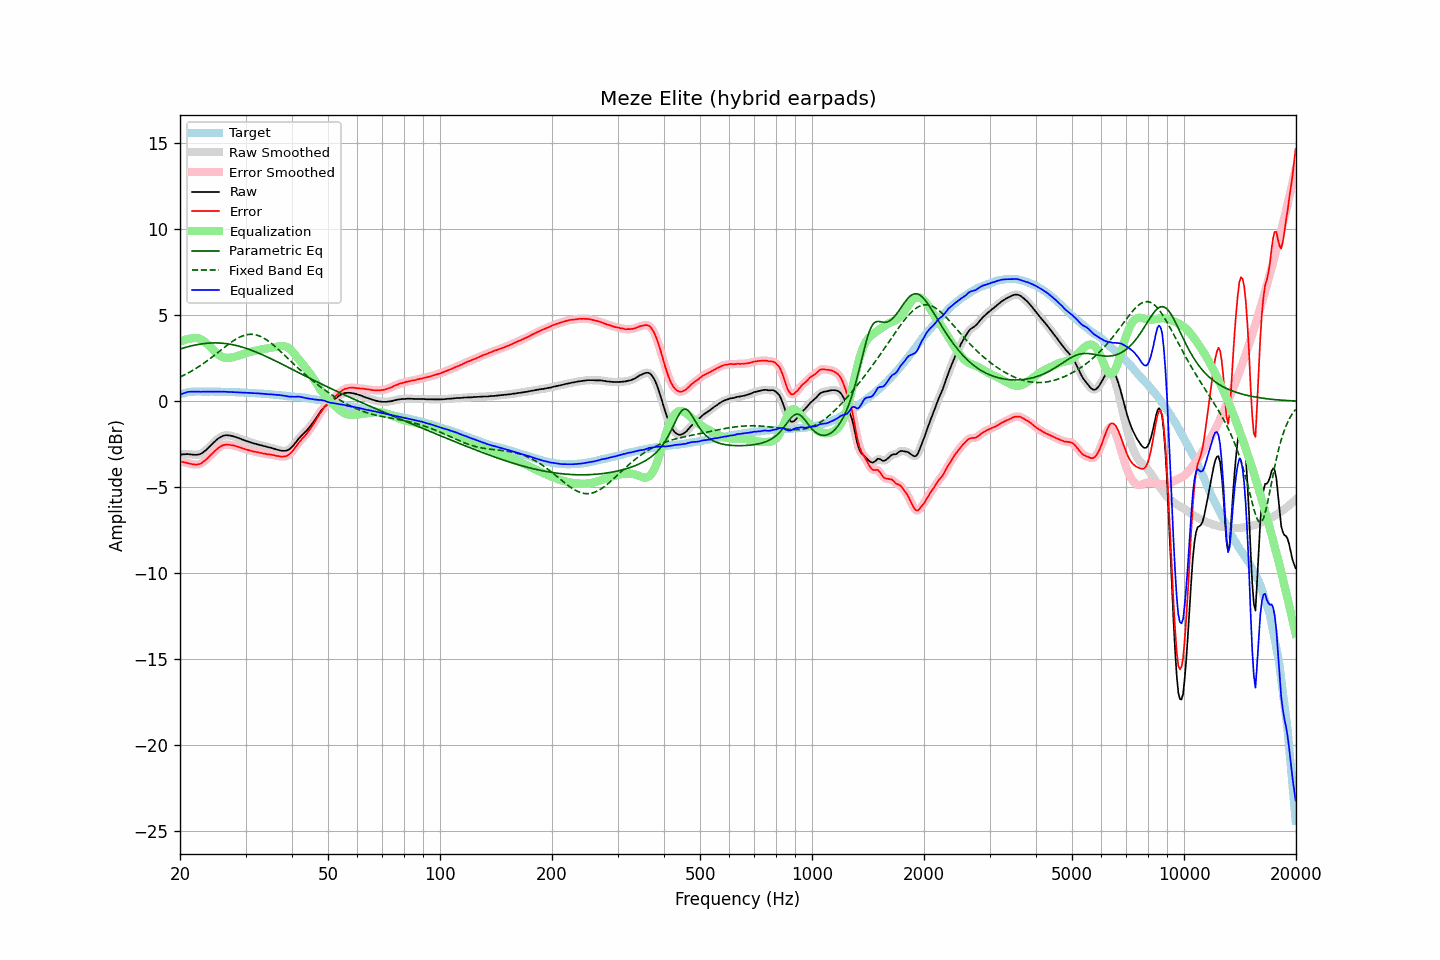 Meze Elite (hybrid earpads)
Target
Raw Smoothed
Error Smoothed
Raw
Error
Equalization
Parametric Eq
Fixed Band Eq
Equalized
15
10
5
0
−5
−10
−15
−20
−25
Amplitude (dBr)
20 50 100 200 500 1000 2000 5000 10000 20000
Frequency (Hz)